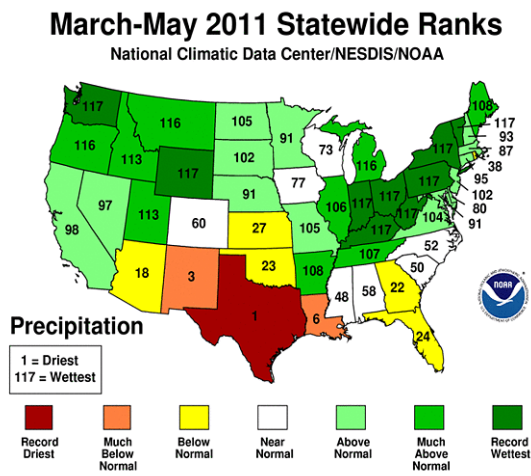 March-May 2011 Statewide Ranks
National Climatic Data Center/NESDIS/NOAA
117
116
105
91
108
116
113
102
73
116
117
117
93
87
38
117
91
77
117
95
102
97
113
60
106
117
117
117
80
98
27
105
117
104
91
18
3
23
108
107
52
50
1
6
48
58
22
24
NOAA
Precipitation
1 = Driest
117 = Wettest
Record
Driest
Much
Below
Normal
Below
Normal
Near
Normal
Above
Normal
Much
Above
Normal
Record
Wettest